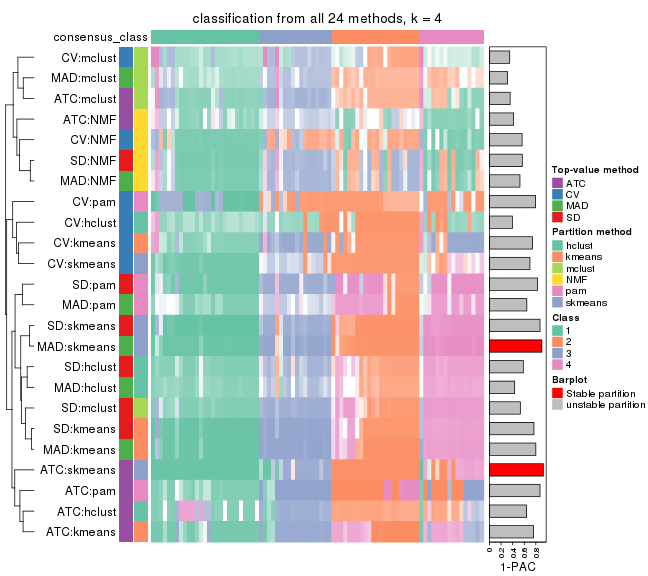 classification from all 24 methods, k = 4
consensus_class
CV:mclust
MAD:mclust
ATC:mclust
ATC:NMF
CV:NMF
SD:NMF
MAD:NMF
CV:pam
CV:hclust
CV:kmeans
CV:skmeans
SD:pam
MAD:pam
SD:skmeans
MAD:skmeans
SD:hclust
MAD:hclust
SD:mclust
SD:kmeans
MAD:kmeans
ATC:skmeans
ATC:pam
ATC:hclust
ATC:kmeans
0 0.2 0.4 0.6 0.8
1-PAC
Top-value method
ATC
CV
MAD
SD
Partition method
hclust
kmeans
mclust
NMF
pam
skmeans
Class
1
2
3
4
Barplot
Stable partition
unstable partition